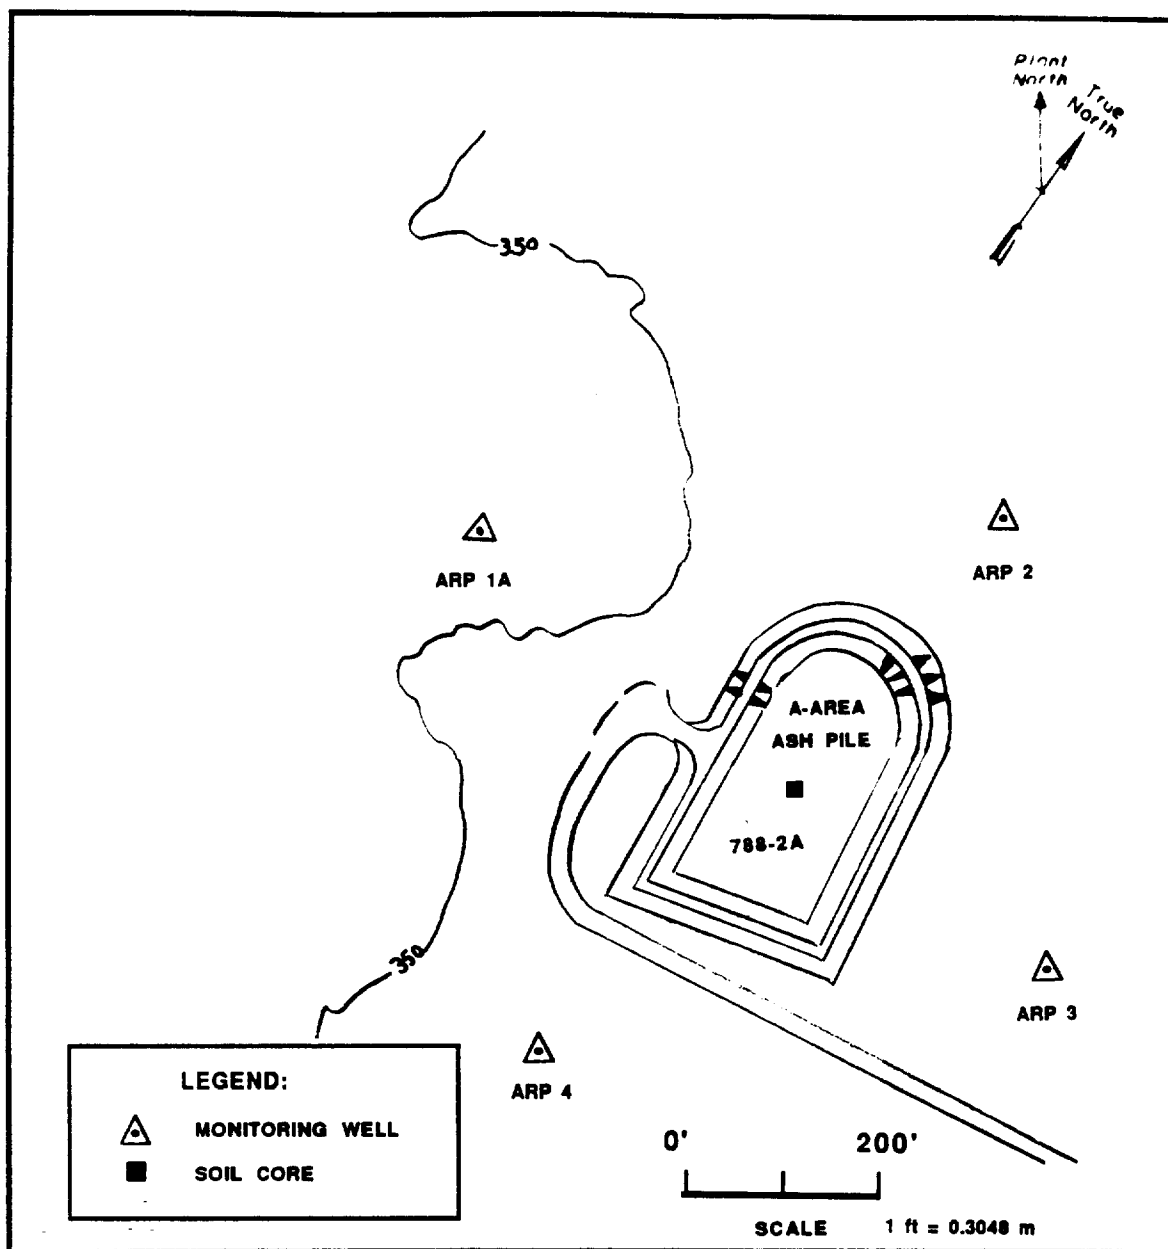 Plant
North
True
North
350
ARP 1A
ARP 2
A-AREA
ASH PILE
788-2A
350
ARP 3
ARP 4
LEGEND:
MONITORING WELL
SOIL CORE
0' 200'
SCALE 1 ft = 0.3048 m